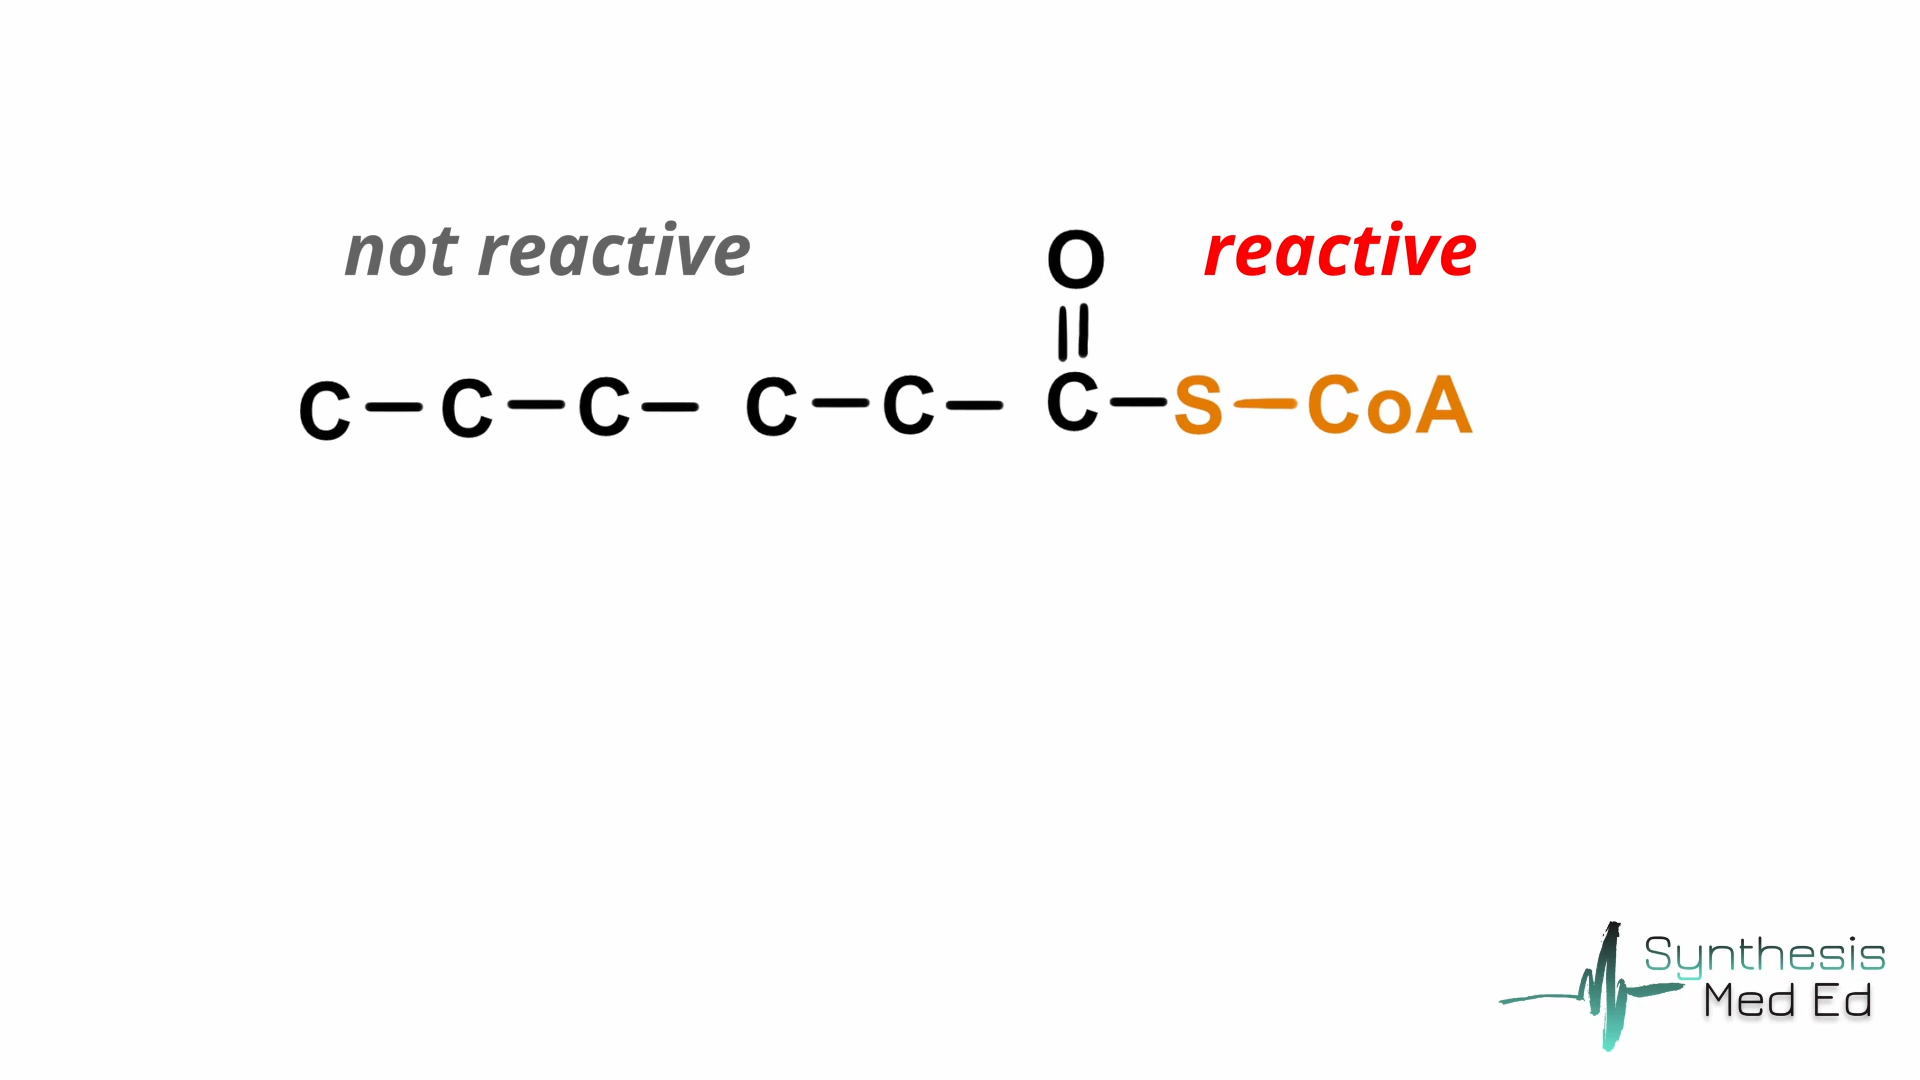 not reactive
reactive
O
C – C – C – C – C – C – S – CoA
Synthesis
Med Ed